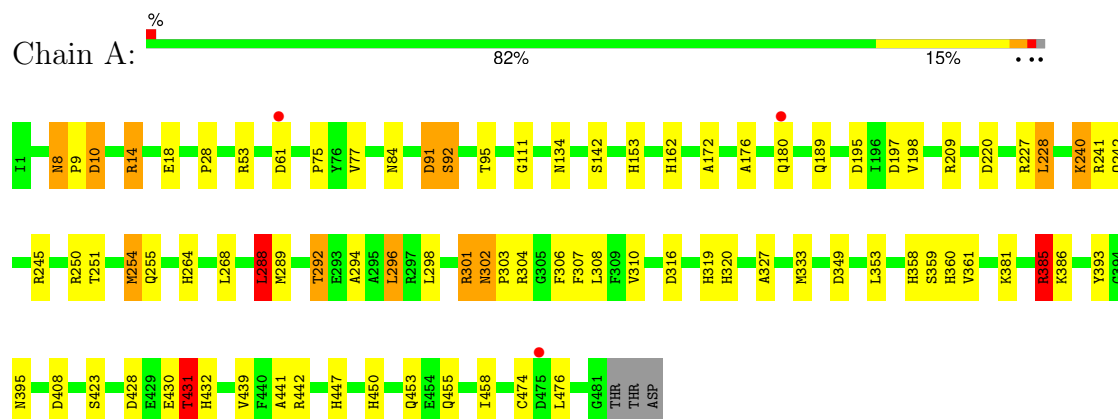 %
Chain A:
82% 15% • ••
I1 N8 P9 D10 R14 E18 P28 R53 D61 P75 Y76 V77 N84 D91 S92 T95 G111 N134 S142 H153 H162 A172 A176 Q180 Q189 D195 I196 D197 V198 R209 D220 R227 L228 K240 R241
R245 R250 T251 M254 Q255 H264 L268 L288 M289 T292 E293 A294 A295 L296 R297 L298 R301 N302 P303 R304 G305 F306 F307 L308 F309 V310 D316 H319 H320 A327 M333 D349 L353 H358 S359 H360 V361 K381 R385 K386 Y393
N395 D408 S423 D428 E429 E430 T431 H432 V439 F440 A441 R442 H447 H450 Q453 E454 Q455 I458 C474 D475 L476 G481 THR THR ASP